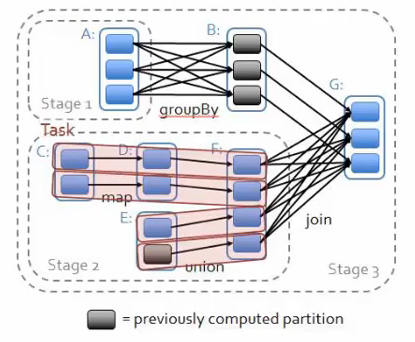 A:
B:
G:
Stage 1
groupBy
Task
C:
D:
F:
map
E:
join
Stage 2
union
Stage 3
= previously computed partition